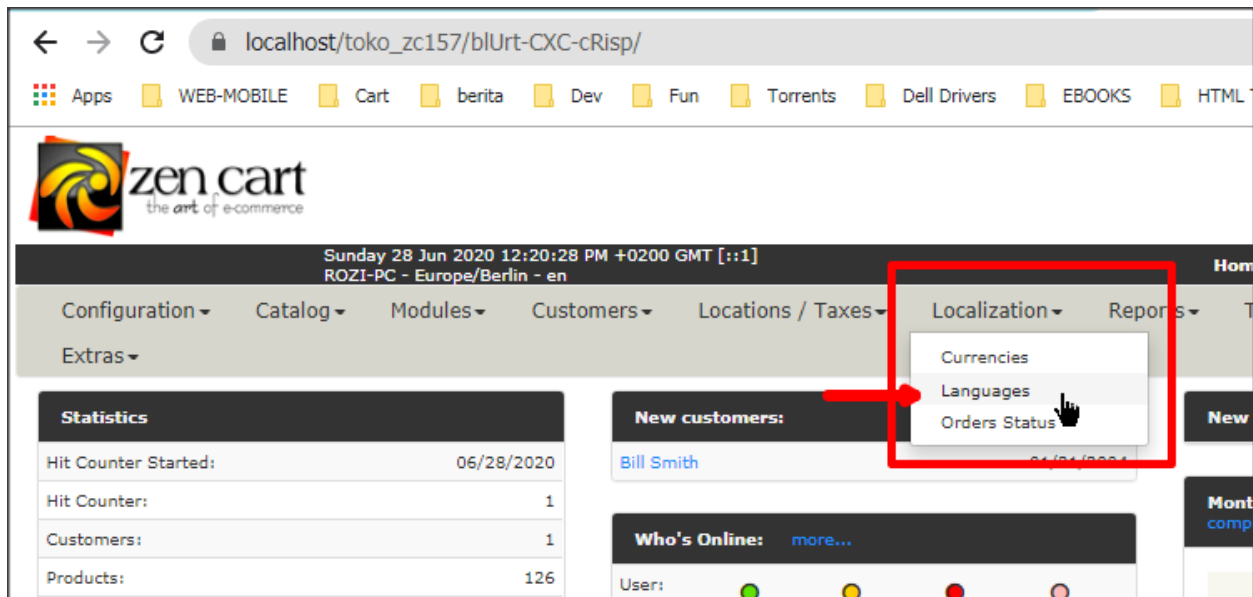 localhost/toko_zc157/blUrt-CXC-cRisp/
Apps WEB-MOBILE Cart berita Dev Fun Torrents Dell Drivers EBOOKS HTML
zen cart
the art of e-commerce
Sunday 28 Jun 2020 12:20:28 PM +0200 GMT [::1]
ROZI-PC - Europe/Berlin - en
Configuration Catalog Modules Customers Locations / Taxes Localization Reports
Extras
Currencies
Languages
Orders Status
Statistics
Hit Counter Started: 06/28/2020
Hit Counter: 1
Customers: 1
Products: 126
New customers:
Bill Smith
Who's Online: more...
User:
New